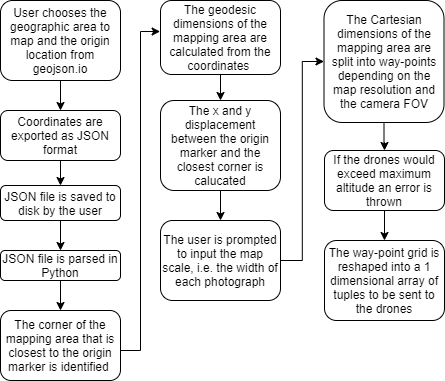 User chooses the
geographic area to
map and the origin
location from
geojson.io
Coordinates are
exported as JSON
format
JSON file is saved to
disk by the user
JSON file is parsed in
Python
The corner of the
mapping area that is
closest to the origin
marker is identified
The geodesic
dimensions of the
mapping area are
calculated from the
coordinates
The x and y
displacement
between the origin
marker and the
closest corner is
calucated
The user is prompted
to input the map
scale, i.e. the width of
each photograph
The Cartesian
dimensions of the
mapping area are
split into way-points
depending on the
map resolution and
the camera FOV
If the drones would
exceed maximum
altitude an error is
thrown
The way-point grid is
reshaped into a 1
dimensional array of
tuples to be sent to
the drones